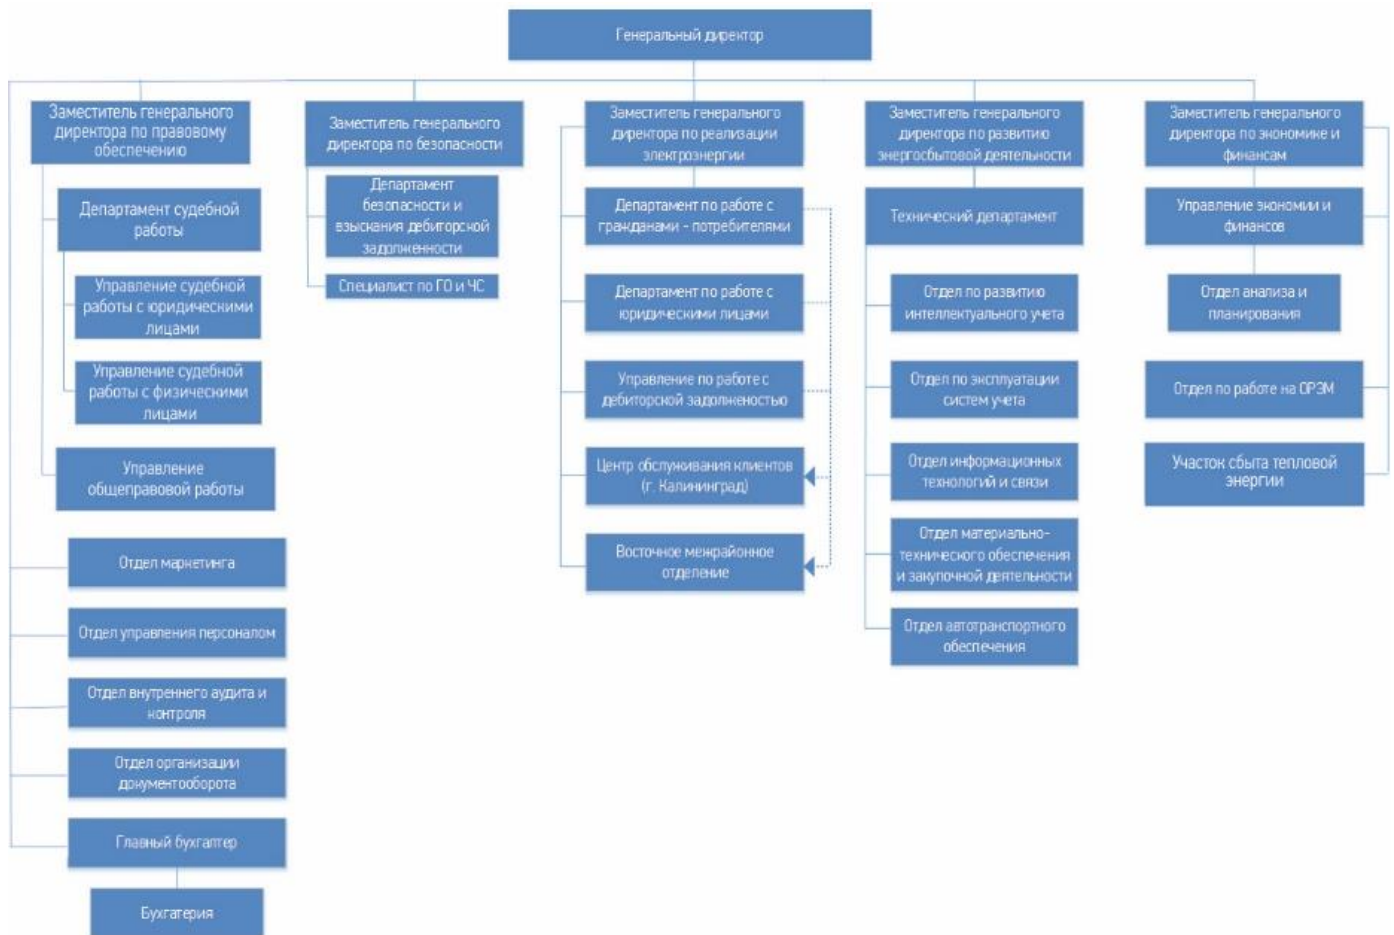 Генеральный директор
Заместитель генерального
директора по правовому
обеспечению
Департамент судебной
работы
Управление судебной
работы с юридическими
лицами
Управление судебной
работы с физическими
лицами
Управление
общеправовой работы
Отдел маркетинга
Отдел управления персоналом
Отдел внутреннего аудита и
контроля
Отдел организации
документооборота
Главный бухгалтер
Бухгатерия
Заместитель генерального
директора по безопасности
Департамент
безопасности и
взыскания дебиторской
задолженности
Специалист по ГО и ЧС
Заместитель генерального
директора по реализации
электроэнергии
Департамент по работе с
гражданами - потребителями
Департамент по работе с
юридическими лицами
Управление по работе с
дебиторской задолженостью
Центр обслуживания клиентов
(г. Калининград)
Восточное межрайонное
отделение
Заместитель генерального
директора по развитию
энергосбытовой деятельности
Технический департамент
Отдел по развитию
интеллектуального учета
Отдел по эксплуатации
систем учета
Отдел информационных
технологий и связи
Отдел материально-
технического обеспечения
и закупочной деятельности
Отдел автотранспортного
обеспечения
Заместитель генерального
директора по экономике и
финансам
Управление экономии и
финансов
Отдел анализа и
планирования
Отдел по работе на ОРЭМ
Участок сбыта тепловой
энергии